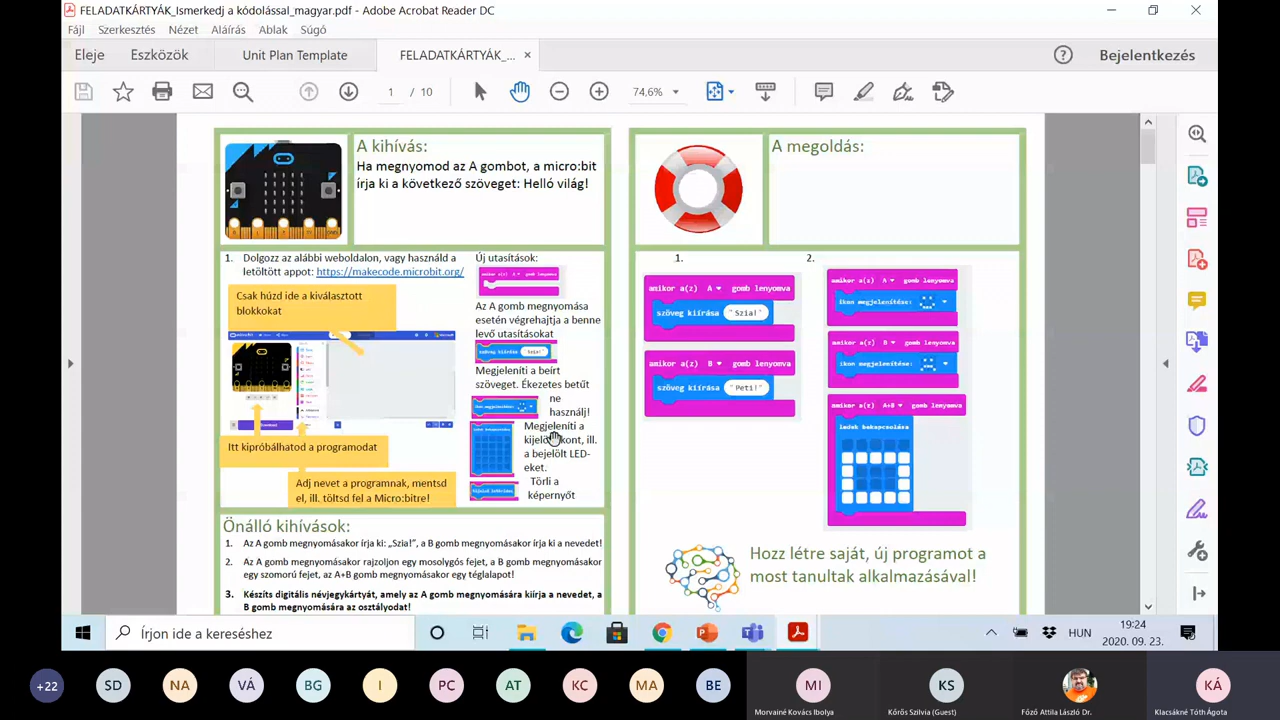 FELADATKÁRTYÁK_Ismerkedj a kódolással_magyar.pdf - Adobe Acrobat Reader DC
Fájl Szerkesztés Nézet Aláírás Ablak Súgó
Eleje Eszközök Unit Plan Template FELADATKÁRTYÁK_... × Bejelentkezés
1 / 10 74,6%
A kihívás:
Ha megnyomod az A gombot, a micro:bit
írja ki a következő szöveget: Helló világ!
1. Dolgozz az alábbi weboldalon, vagy használd a
letöltött appot: https://makecode.microbit.org/
Csak húzd ide a kiválasztott
blokkokat
Itt kipróbálhatod a programodat
Adj nevet a programnak, mentsd
el, ill. töltsd fel a Micro:bitre!
Új utasítások:
amikor a(z) A gomb lenyomva
Az A gomb megnyomása
esetén végrehajtja a benne
levő utasításokat
szöveg kiírása "Szia!"
Megjeleníti a beírt
szöveget. Ékezetes betűt
ne
használj!
Megjeleníti a
ill.
a bejelölt LED-
eket.
Törli a
képernyőt
Önálló kihívások:
1. Az A gomb megnyomásakor írja ki: „Szia!", a B gomb megnyomásakor írja ki a nevedet!
2. Az A gomb megnyomásakor rajzoljon egy mosolygós fejet, a B gomb megnyomásakor
egy szomorú fejet, az A+B gomb megnyomásakor egy téglalapot!
3. Készíts digitális névjegykártyát, amely az A gomb megnyomására kiírja a nevedet, a
B gomb megnyomására az osztályodat!
A megoldás:
1.
amikor a(z) A gomb lenyomva
szöveg kiírása "Szia!"
amikor a(z) B gomb lenyomva
szöveg kiírása "Peti!"
2.
amikor a(z) A gomb lenyomva
ikon megjelenítése:
amikor a(z) B gomb lenyomva
ikon megjelenítése:
amikor a(z) A+B gomb lenyomva
ledek bekapcsolása
Hozz létre saját, új programot a
most tanultak alkalmazásával!
Írjon ide a kereséshez
HUN
19:24
2020. 09. 23.
+22 SD NA VÁ BG I PC AT KC MA BE MI KS KÁ
Morvainé Kovács Ibolya Kőrös Szilvia (Guest) Főző Attila László Dr. Klacsákné Tóth Ágota